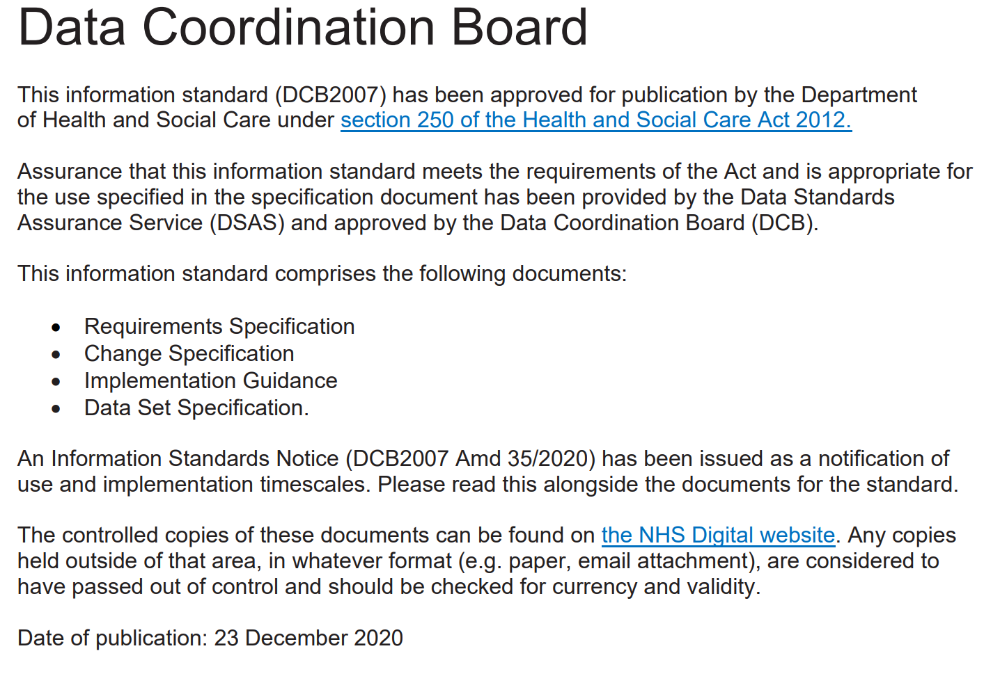 Data Coordination Board
This information standard (DCB2007) has been approved for publication by the Department
of Health and Social Care under section 250 of the Health and Social Care Act 2012.
Assurance that this information standard meets the requirements of the Act and is appropriate for
the use specified in the specification document has been provided by the Data Standards
Assurance Service (DSAS) and approved by the Data Coordination Board (DCB).
This information standard comprises the following documents:
• Requirements Specification
• Change Specification
• Implementation Guidance
• Data Set Specification.
An Information Standards Notice (DCB2007 Amd 35/2020) has been issued as a notification of
use and implementation timescales. Please read this alongside the documents for the standard.
The controlled copies of these documents can be found on the NHS Digital website. Any copies
held outside of that area, in whatever format (e.g. paper, email attachment), are considered to
have passed out of control and should be checked for currency and validity.
Date of publication: 23 December 2020